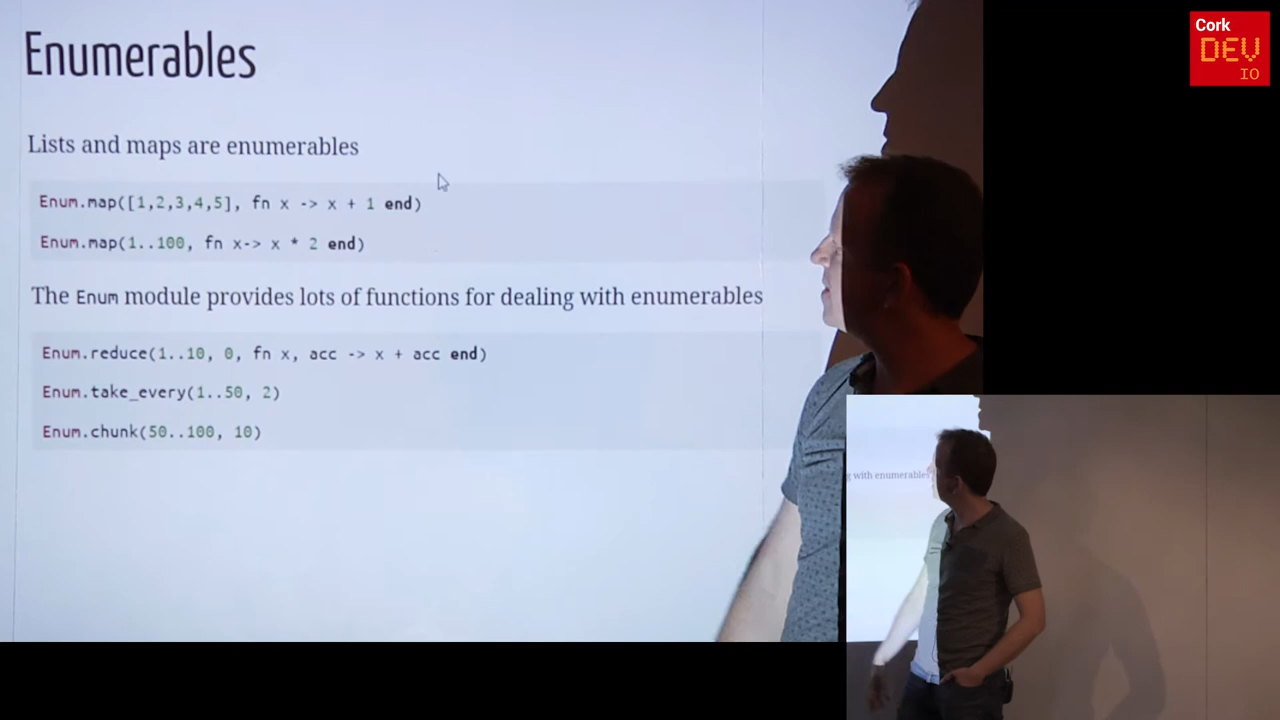 Enumerables
Lists and maps are enumerables
Enum.map([1,2,3,4,5], fn x -> x + 1 end)
Enum.map(1..100, fn x-> x * 2 end)
The Enum module provides lots of functions for dealing with enumerables
Enum.reduce(1..10, 0, fn x, acc -> x + acc end)
Enum.take_every(1..50, 2)
Enum.chunk(50..100, 10)
Cork
DEV
IO
g with enumerables